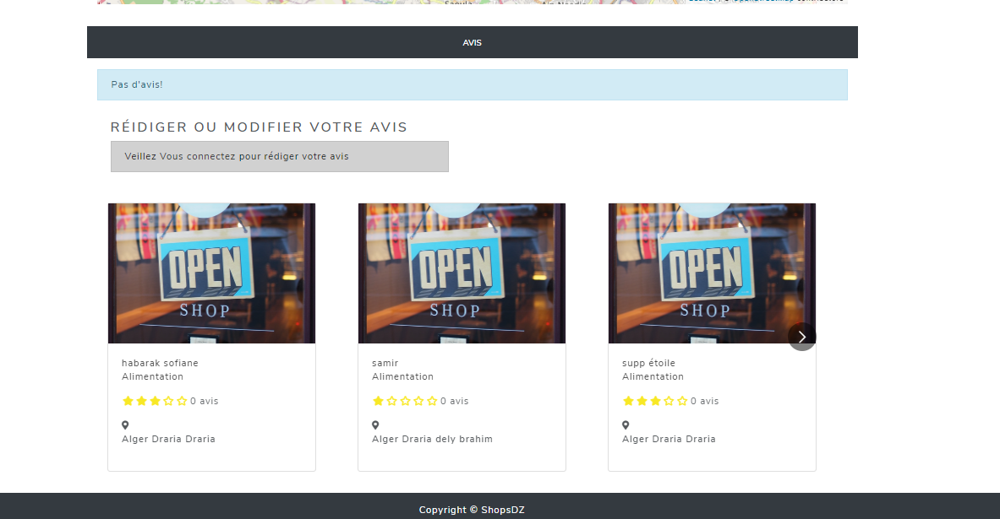 AVIS
Pas d'avis!
RÉIDIGER OU MODIFIER VOTRE AVIS
Veillez Vous connectez pour rédiger votre avis
OPEN
SHOP
habarak sofiane
Alimentation
0 avis
Alger Draria Draria
OPEN
SHOP
samir
Alimentation
0 avis
Alger Draria dely brahim
OPEN
SHOP
supp étoile
Alimentation
0 avis
Alger Draria Draria
Copyright © ShopsDZ